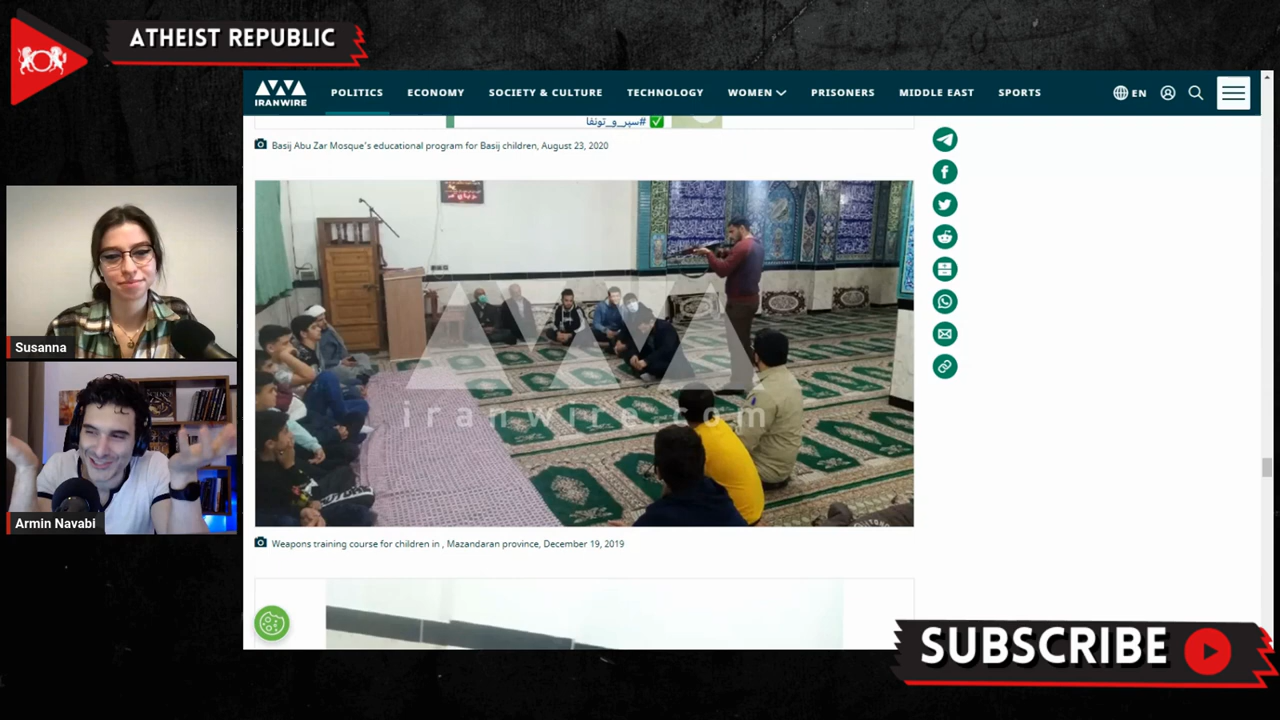 ATHEIST REPUBLIC
IRANWIRE
POLITICS ECONOMY SOCIETY & CULTURE TECHNOLOGY WOMEN PRISONERS MIDDLE EAST SPORTS EN
Basij Abu Zar Mosque's educational program for Basij children, August 23, 2020
iranwire.com
Susanna
Armin Navabi
Weapons training course for children in , Mazandaran province, December 19, 2019
SUBSCRIBE